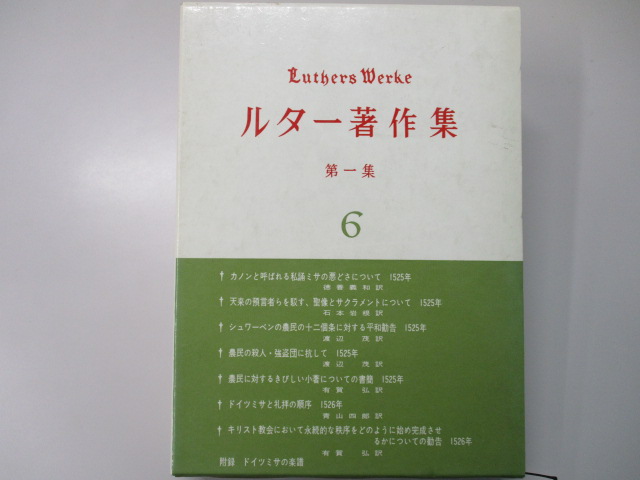 Luthers Werke
ルター著作集
第一集
6
† カノンと呼ばれる私誦ミサの悪どさについて 1525年
徳善義和訳
† 天来の預言者らを駁す、聖像とサクラメントについて 1525年
石本岩根訳
† シュワーベンの農民の十二個条に対する平和勧告 1525年
渡辺茂訳
† 農民の殺人・強盗団に抗して 1525年
渡辺茂訳
† 農民に対するきびしい小著についての書簡 1525年
有賀弘訳
† ドイツミサと礼拝の順序 1526年
青山四郎訳
† キリスト教会において永続的な秩序をどのように始め完成させ
るかについての勧告 1526年
有賀弘訳
附録 ドイツミサの楽譜